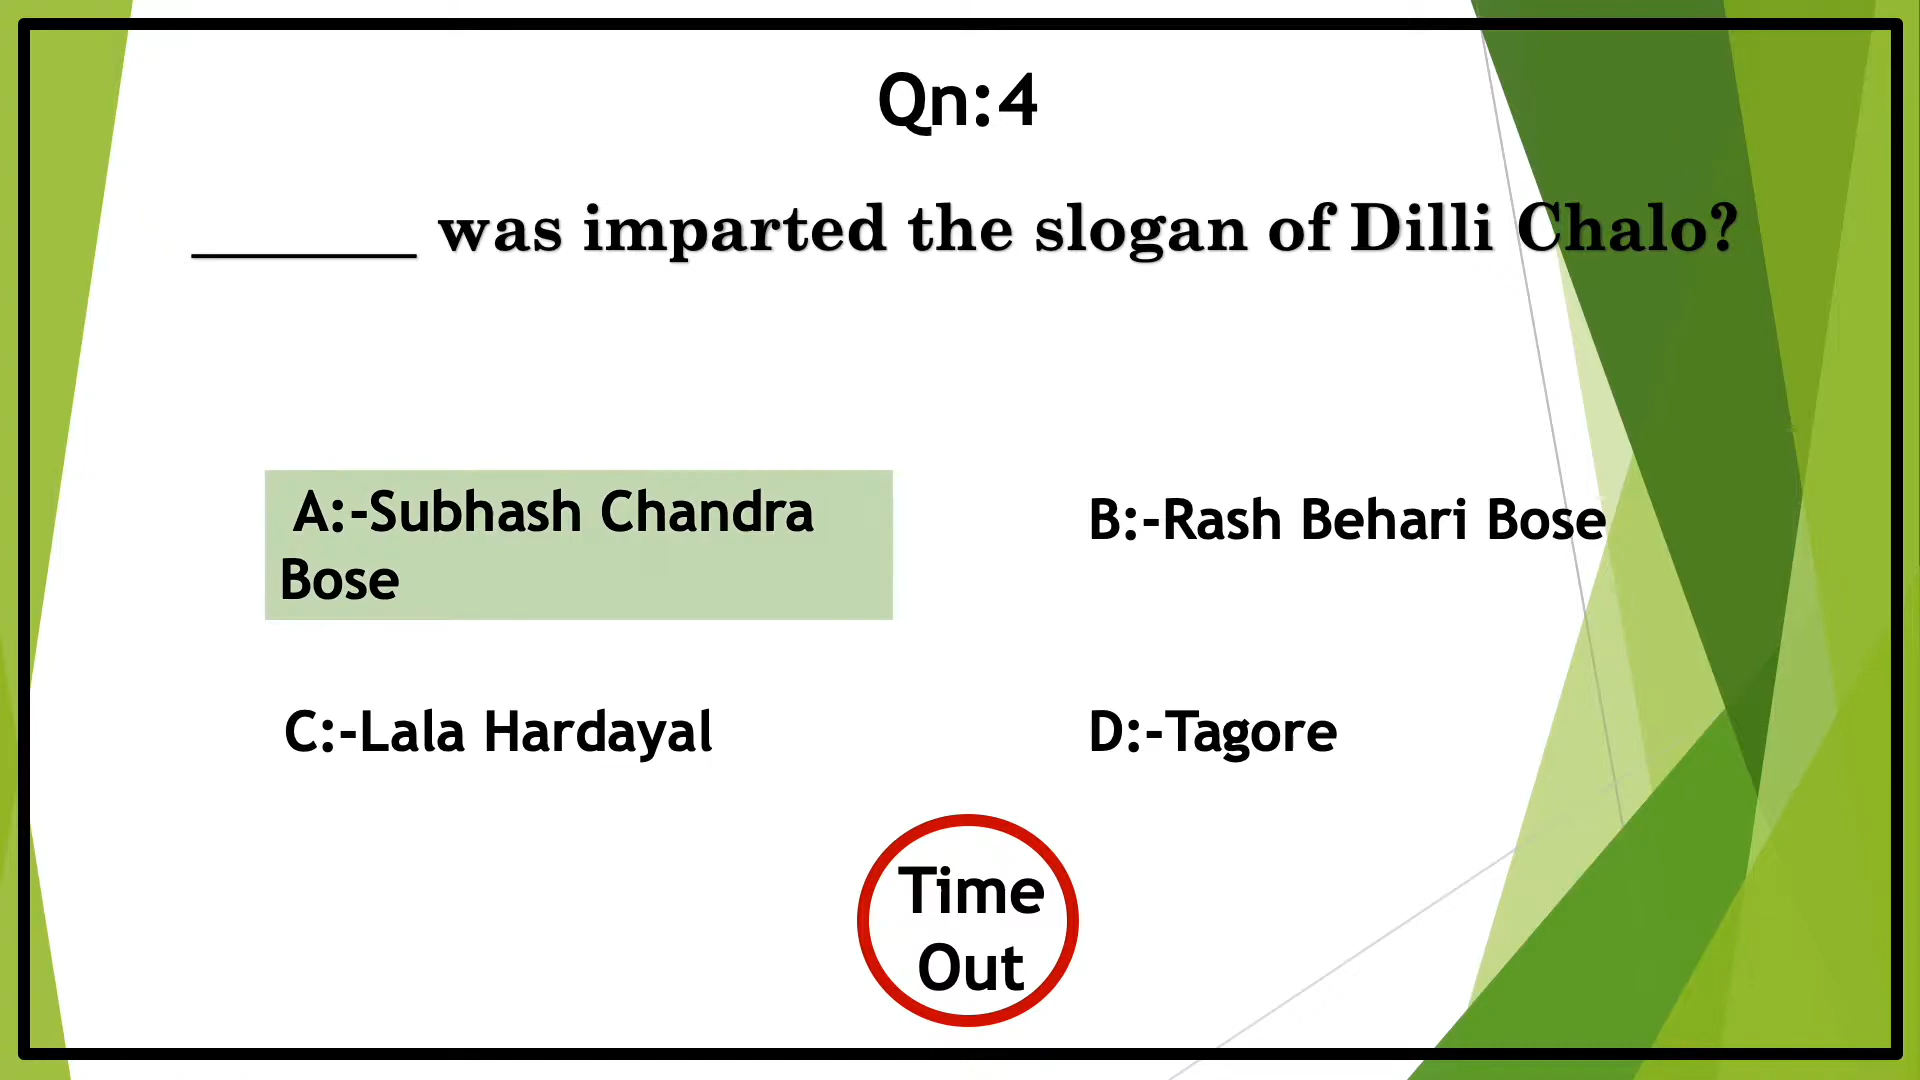 Qn:4
_______ was imparted the slogan of Dilli Chalo?
A:-Subhash Chandra
Bose
B:-Rash Behari Bose
C:-Lala Hardayal
D:-Tagore
Time
Out